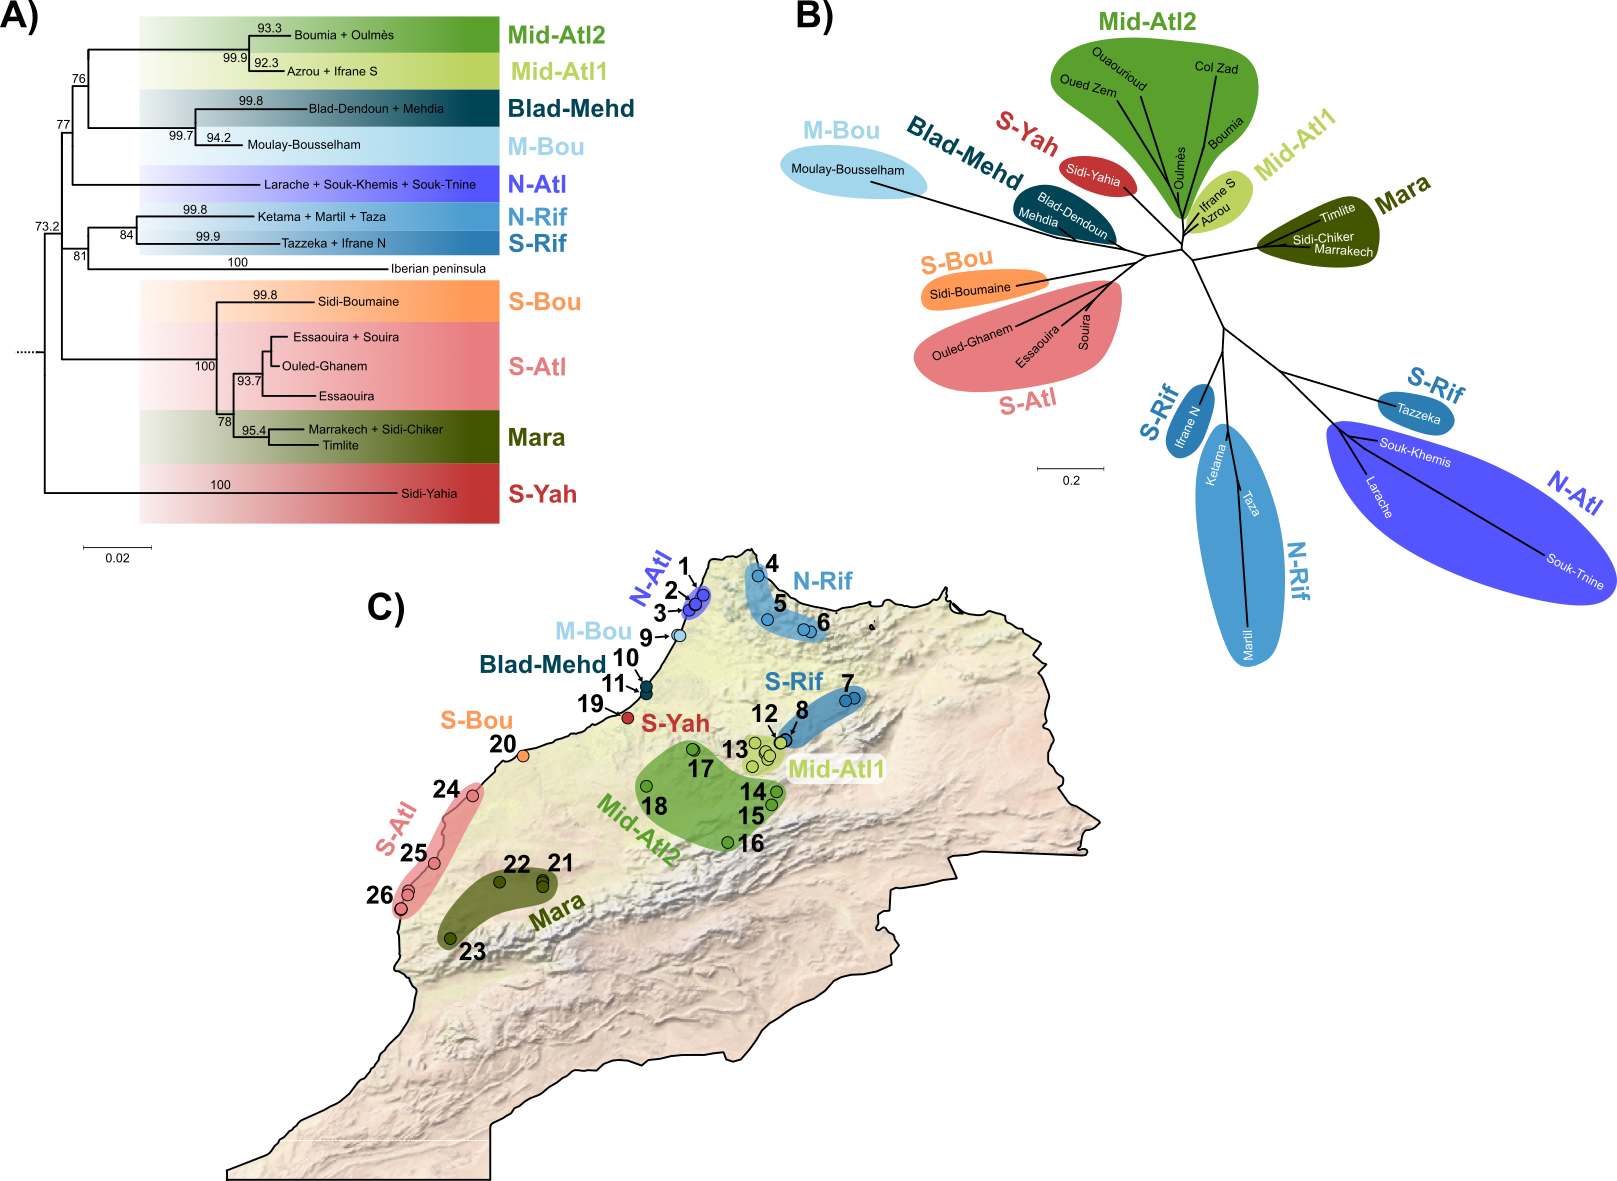 A)
93.3
Boumia + Oulmès
Mid-Atl2
99.9
92.3
Azrou + Ifrane S
Mid-Atl1
76
99.8
Blad-Dendoun + Mehdia
Blad-Mehd
99.7
94.2
Moulay-Bousselham
M-Bou
77
Larache + Souk-Khemis + Souk-Tnine
N-Atl
99.8
Ketama + Martil + Taza
N-Rif
73.2
84
99.9
Tazzeka + Ifrane N
S-Rif
81
100
Iberian peninsula
99.8
Sidi-Boumaine
S-Bou
Essaouira + Souira
100
93.7
Ouled-Ghanem
S-Atl
Essaouira
78
95.4
Marrakech + Sidi-Chiker
Timlite
Mara
100
Sidi-Yahia
S-Yah
0.02
B)
Mid-Atl2
Ouaourioud
Oued Zem
Col Zad
Boumia
Oulmès
Mid-Atl1
Ifrane S
Azrou
S-Yah
Sidi-Yahia
M-Bou
Moulay-Bousselham
Blad-Mehd
Blad-Dendoun
Mehdia
Mara
Timlite
Sidi-Chiker
Marrakech
S-Bou
Sidi-Boumaine
Ouled-Ghanem
Essaouira
Souira
S-Atl
0.2
S-Rif
Ifrane N
S-Rif
Tazzeka
Ketama
Taza
Martil
N-Rif
Souk-Khemis
Larache
Souk-Tnine
N-Atl
C)
N-Atl
1
2
3
4
N-Rif
5
6
M-Bou
9
Blad-Mehd
10
11
19
S-Yah
S-Rif
7
8
12
13
Mid-Atl1
S-Bou
20
17
18
14
15
16
Mid-Atl2
24
S-Atl
25
26
22
21
Mara
23